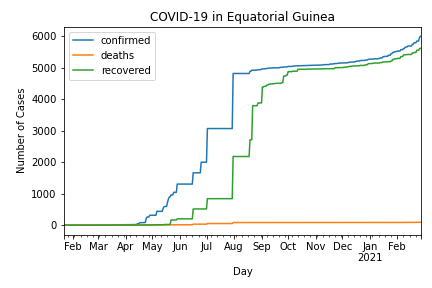 COVID-19 in Equatorial Guinea
confirmed
deaths
recovered
Number of Cases
6000
5000
4000
3000
2000
1000
0
Feb Mar Apr May Jun Jul Aug Sep Oct Nov Dec Jan Feb
2021
Day